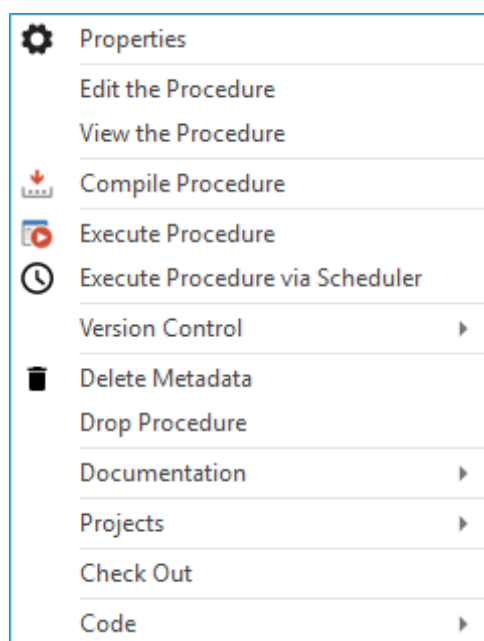 Properties
Edit the Procedure
View the Procedure
Compile Procedure
Execute Procedure
Execute Procedure via Scheduler
Version Control
Delete Metadata
Drop Procedure
Documentation
Projects
Check Out
Code